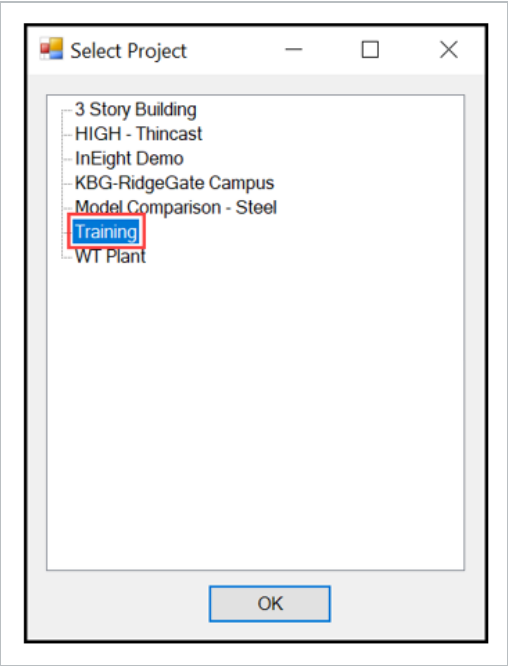 Select Project
3 Story Building
HIGH - Thincast
InEight Demo
KBG-RidgeGate Campus
Model Comparison - Steel
Training
WT Plant
OK